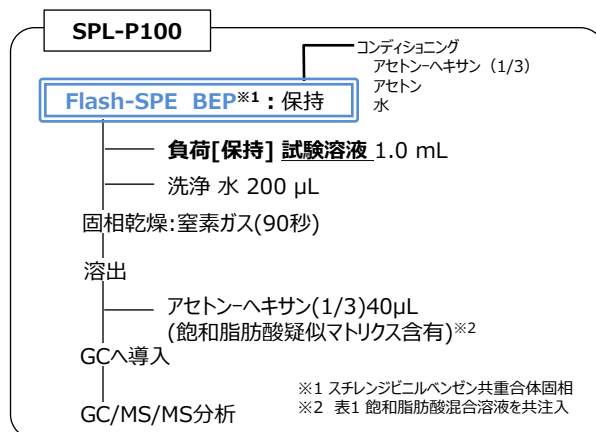 SPL-P100
コンディショニング
アセトン-ヘキサン（1/3）
アセトン
水
Flash-SPE BEP※1：保持
負荷[保持] 試験溶液 1.0 mL
洗浄 水 200 μL
固相乾燥:窒素ガス(90秒)
溶出
アセトン-ヘキサン(1/3)40μL
(飽和脂肪酸疑似マトリクス含有)※2
GCへ導入
GC/MS/MS分析
※1 スチレンジビニルベンゼン共重合体固相
※2 表1 飽和脂肪酸混合溶液を共注入